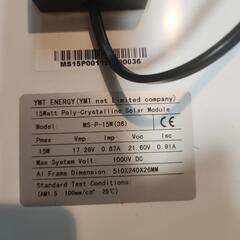 MS15P00112 00036
YMT ENERGY(YMT.net Limited company)
15Watt Poly-Crystalline Solar Module
Model: MS-P-15W(36)
Pmax Vmp Imp Voc Isc
15W 17.28V 0.87A 21.60V 0.91A
Max System Volt: 1000V DC
Al Frame Dimension: 510X240X26MM
Standard Test Conditions:
(AM1.5 100mw/cm² 25℃)